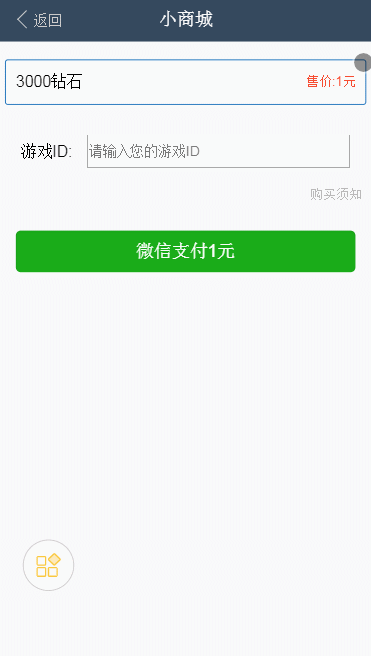 返回
小商城
3000钻石
售价:1元
游戏ID:
请输入您的游戏ID
购买须知
微信支付1元